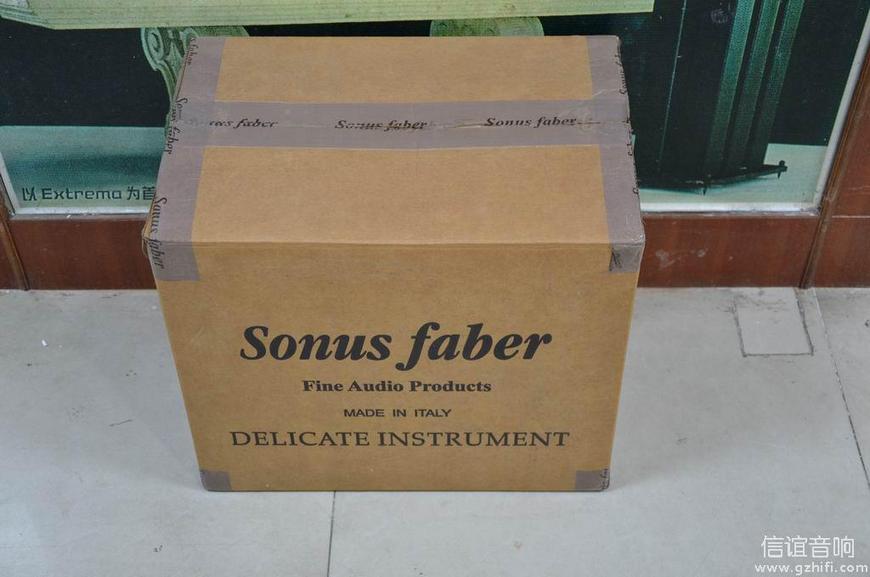 Sonus faber
Sonus faber
Sonus faber
以 Extrema 为首
Sonus faber
Sonus faber
Fine Audio Products
MADE IN ITALY
DELICATE INSTRUMENT
信谊音响
www.gzhifi.com